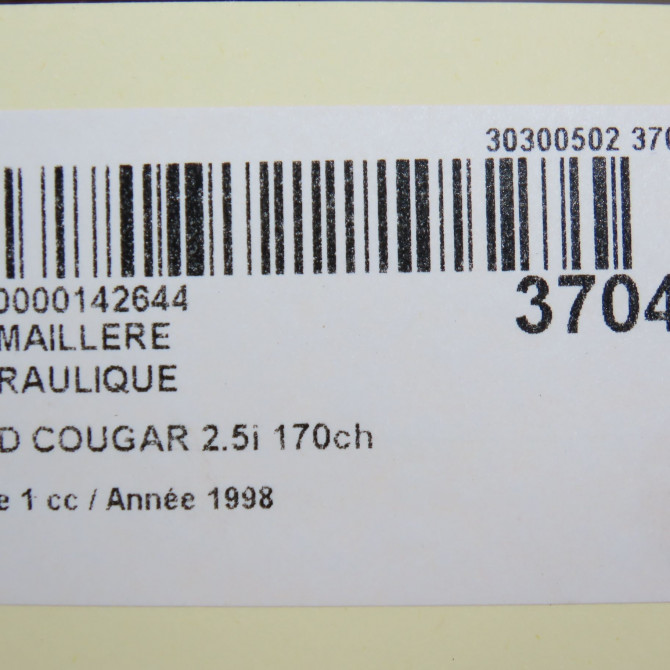 30300502 370
0000142644
3704
MAILLERE
RAULIQUE
D COUGAR 2.5i 170ch
e 1 cc / Année 1998